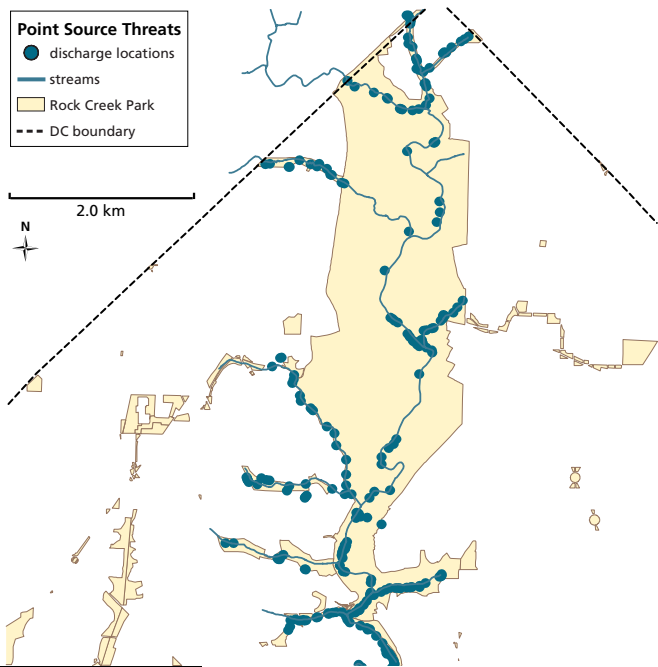 Point Source Threats
discharge locations
streams
Rock Creek Park
DC boundary
2.0 km
N